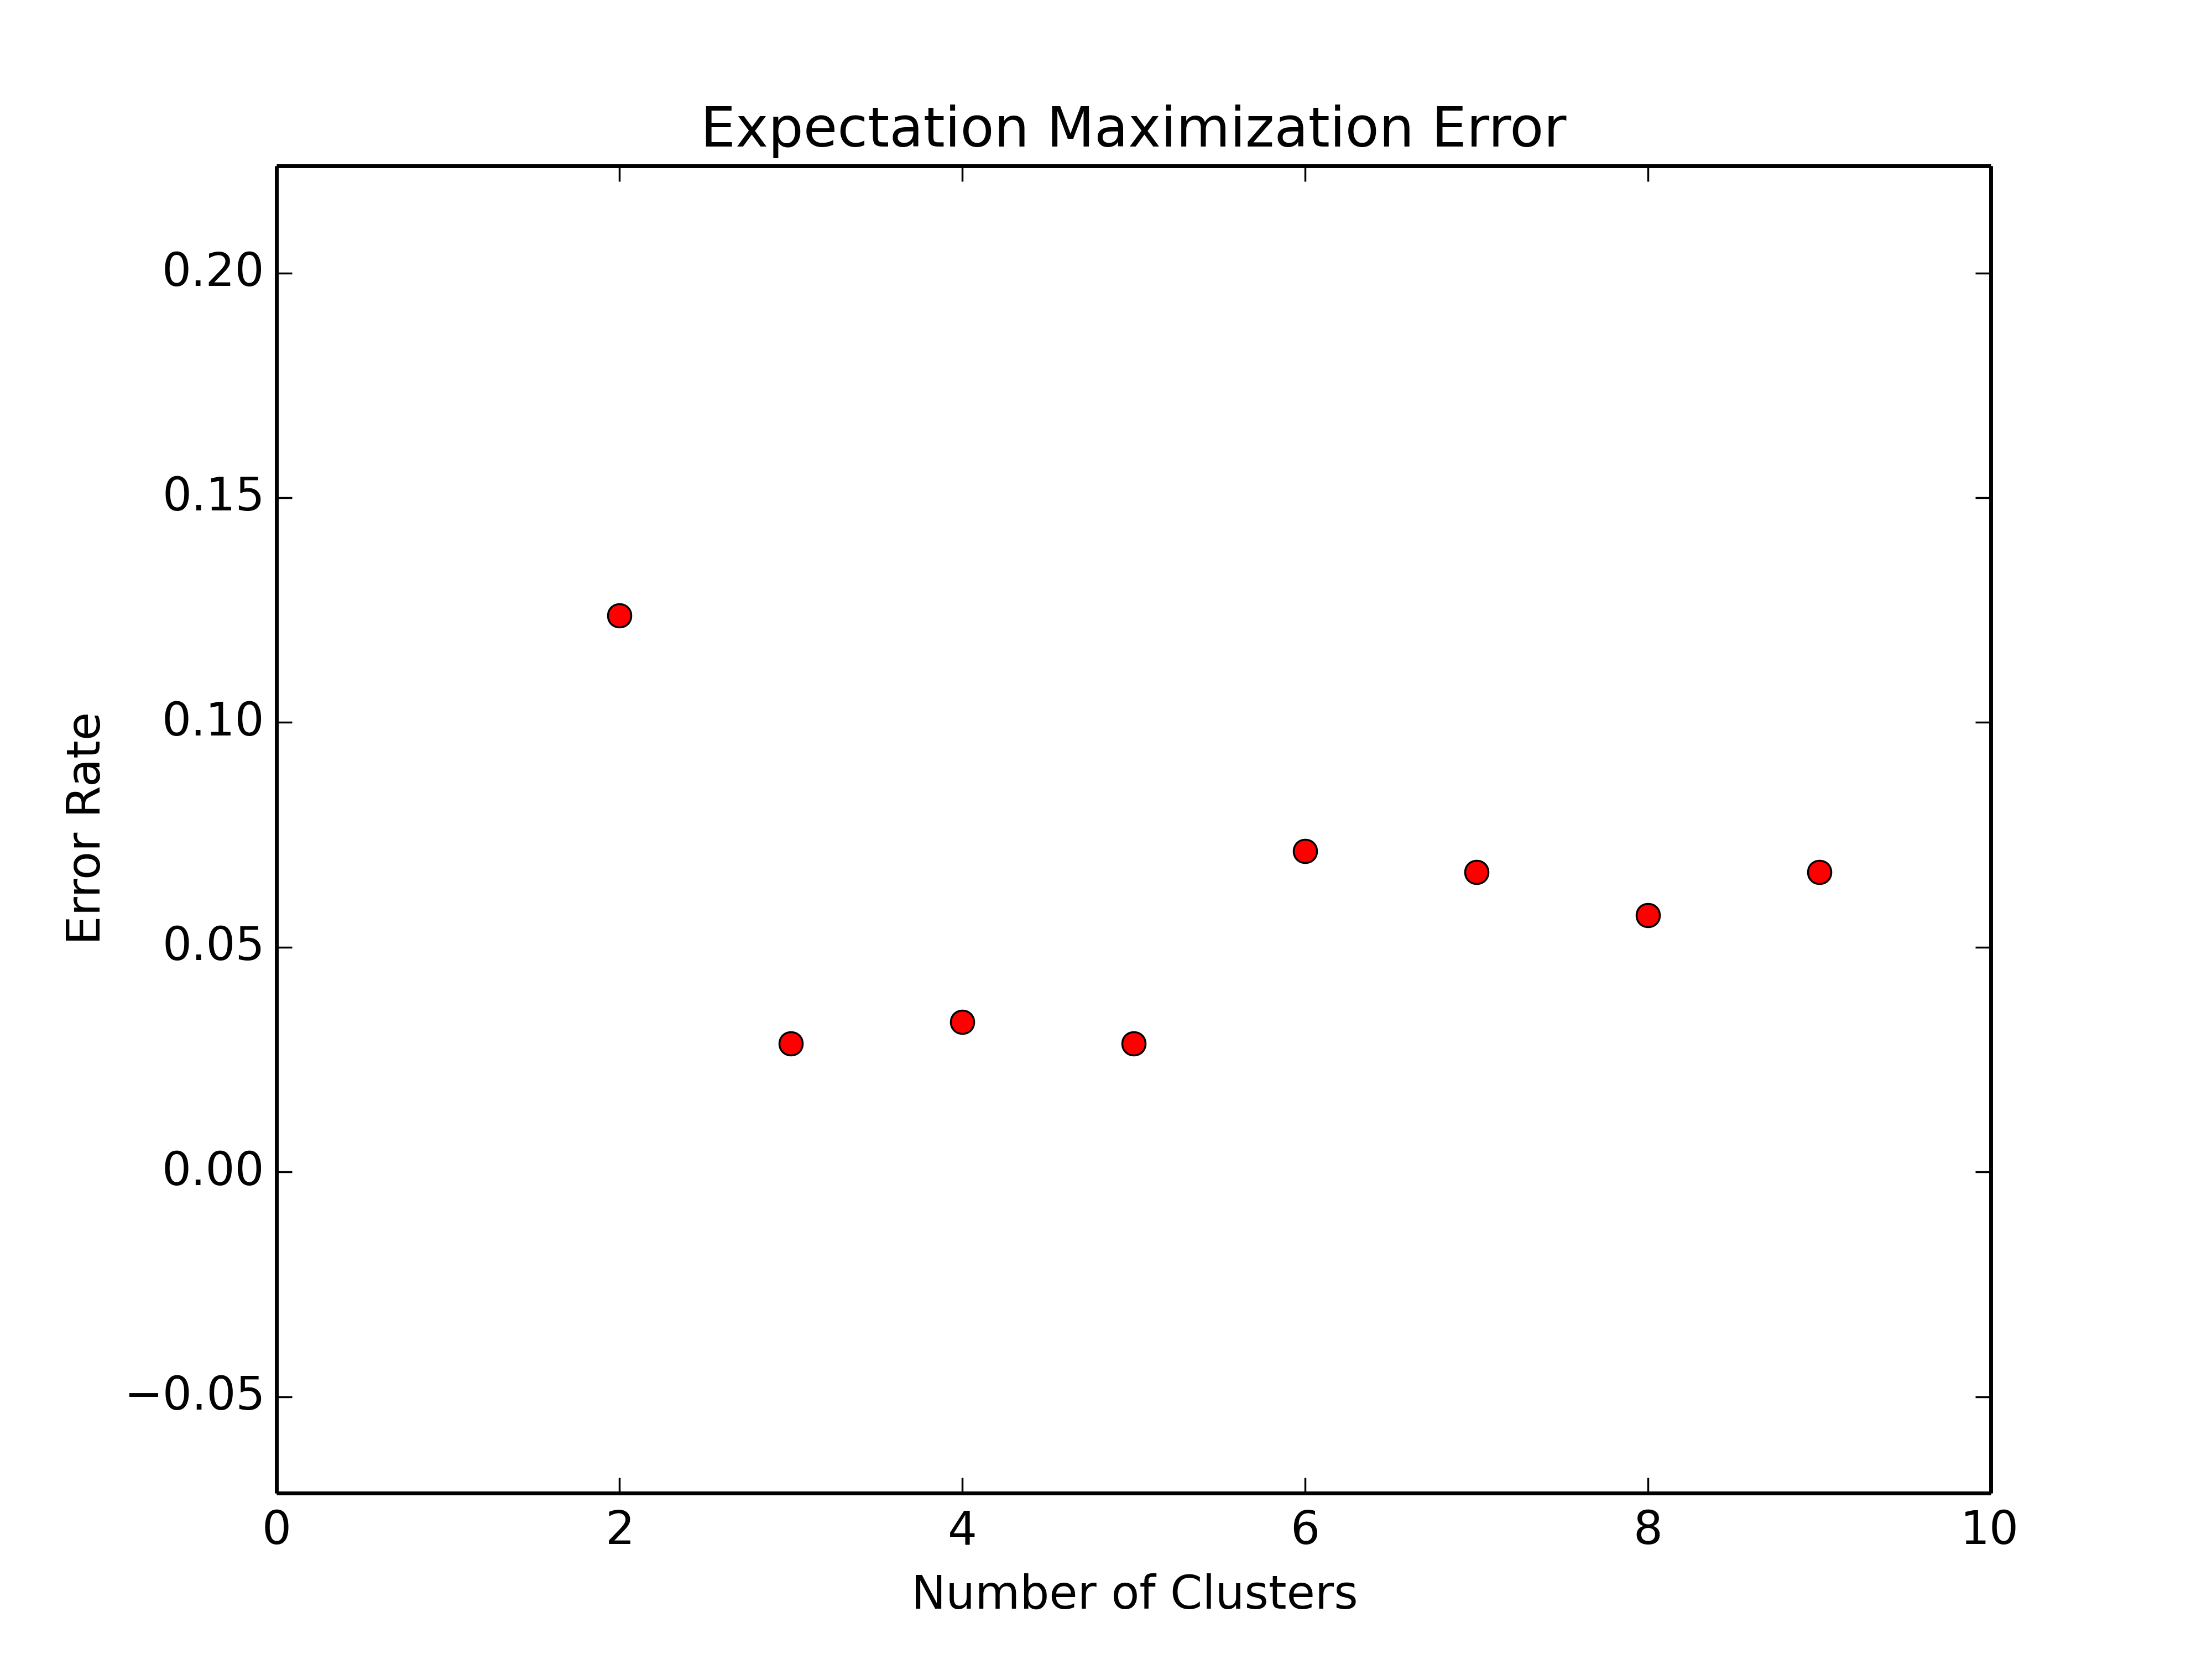 Expectation Maximization Error
0.20
0.15
0.10
0.05
0.00
−0.05
Error Rate
0 2 4 6 8 10
Number of Clusters